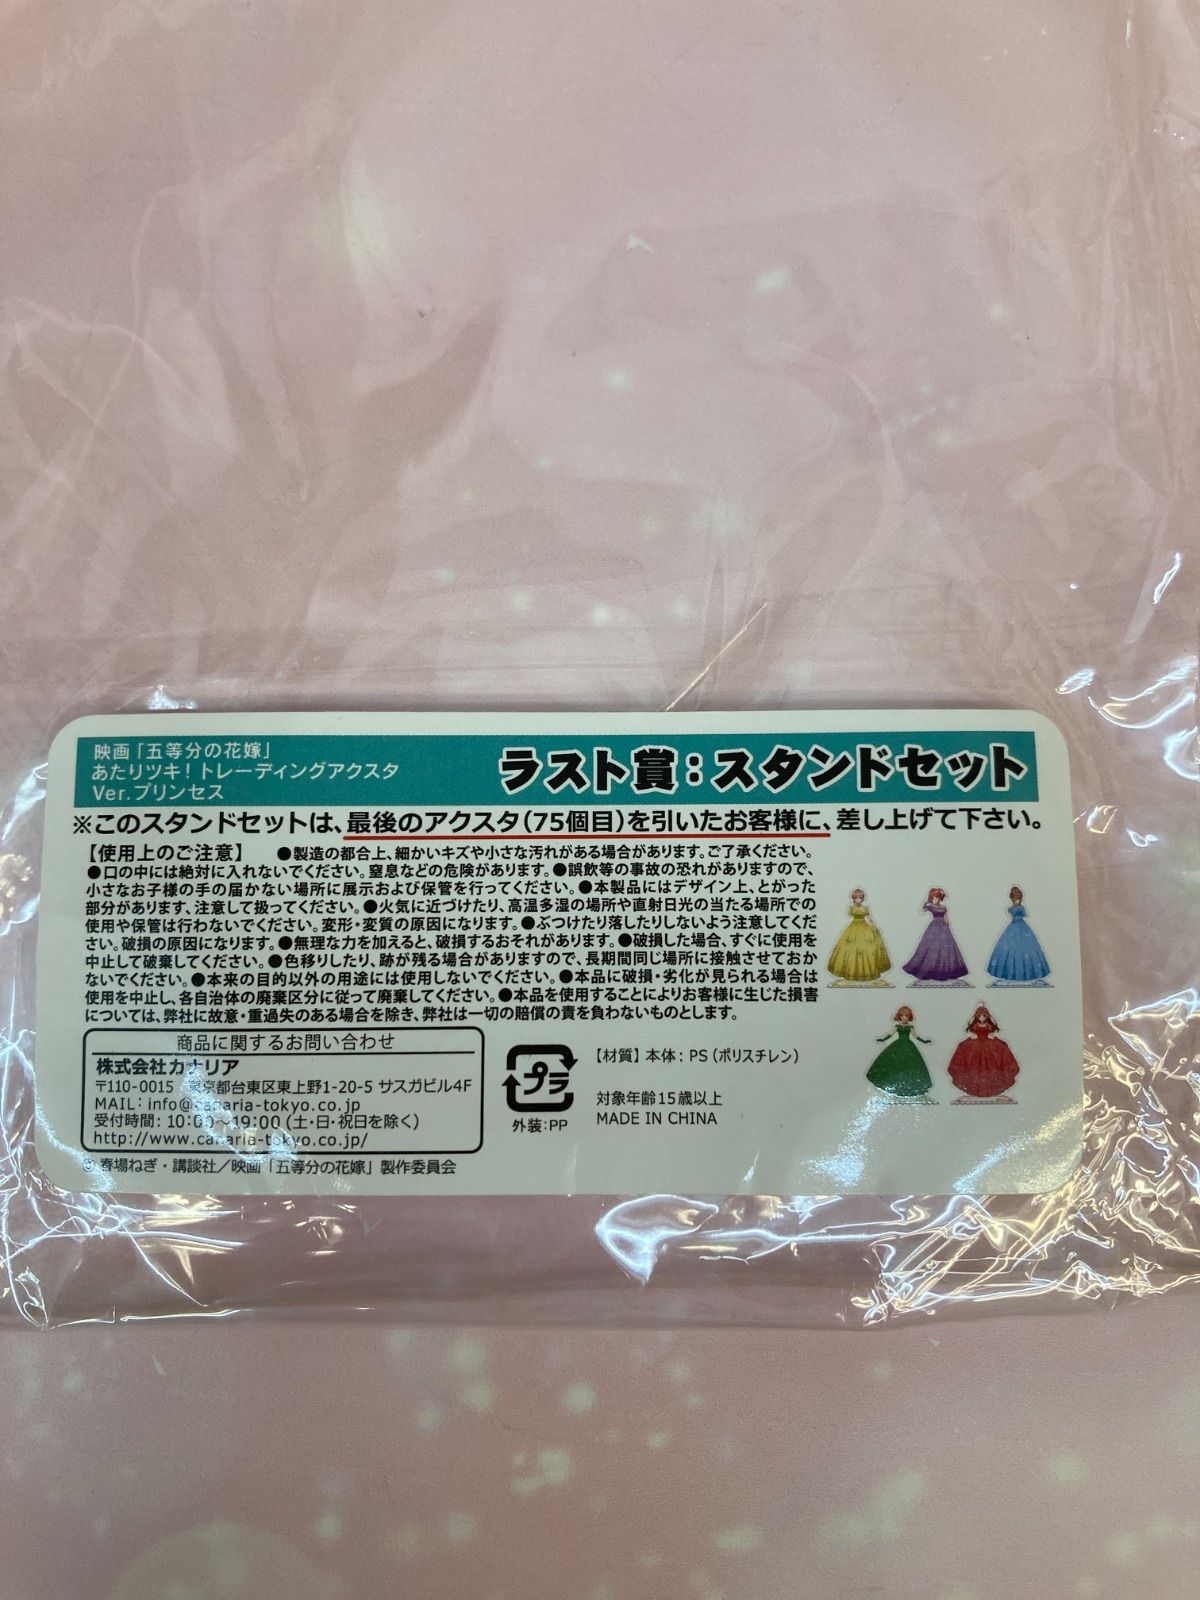 映画「五等分の花嫁」
あたりツキ!トレーディングアクスタ
Ver.プリンセス
ラスト賞:スタンドセット
※このスタンドセットは、最後のアクスタ(75個目)を引いたお客様に、差し上げて下さい。
【使用上のご注意】 ●製造の都合上、細かいキズや小さな汚れがある場合があります。ご了承ください。
●口の中には絶対に入れないでください。窒息などの危険があります。●誤飲等の事故の恐れがありますので、
小さなお子様の手の届かない場所に展示および保管を行ってください。●本製品にはデザイン上、とがった
部分があります、注意して扱ってください。●火気に近づけたり、高温多湿の場所や直射日光の当たる場所での
使用や保管は行わないでください。変形・変質の原因になります。●ぶつけたり落したりしないよう注意してくだ
さい。破損の原因になります。●無理な力を加えると、破損するおそれがあります。●破損した場合、すぐに使用を
中止して破棄してください。●色移りしたり、跡が残る場合がありますので、長期間同じ場所に接触させておか
ないでください。●本来の目的以外の用途には使用しないでください。●本品に破損・劣化が見られる場合は
使用を中止し、各自治体の廃棄区分に従って廃棄してください。●本品を使用することによりお客様に生じた損害
については、弊社に故意・重過失のある場合を除き、弊社は一切の賠償の責を負わないものとします。
商品に関するお問い合わせ
株式会社カナリア
〒110-0015 東京都台東区東上野1-20-5 サスガビル4F
MAIL:info@canaria-tokyo.co.jp
受付時間:10:00~19:00(土・日・祝日を除く)
http://www.canaria-tokyo.co.jp/
©春場ねぎ・講談社/映画「五等分の花嫁」製作委員会
プラ
外装:PP
【材質】本体:PS(ポリスチレン)
対象年齢15歳以上
MADE IN CHINA